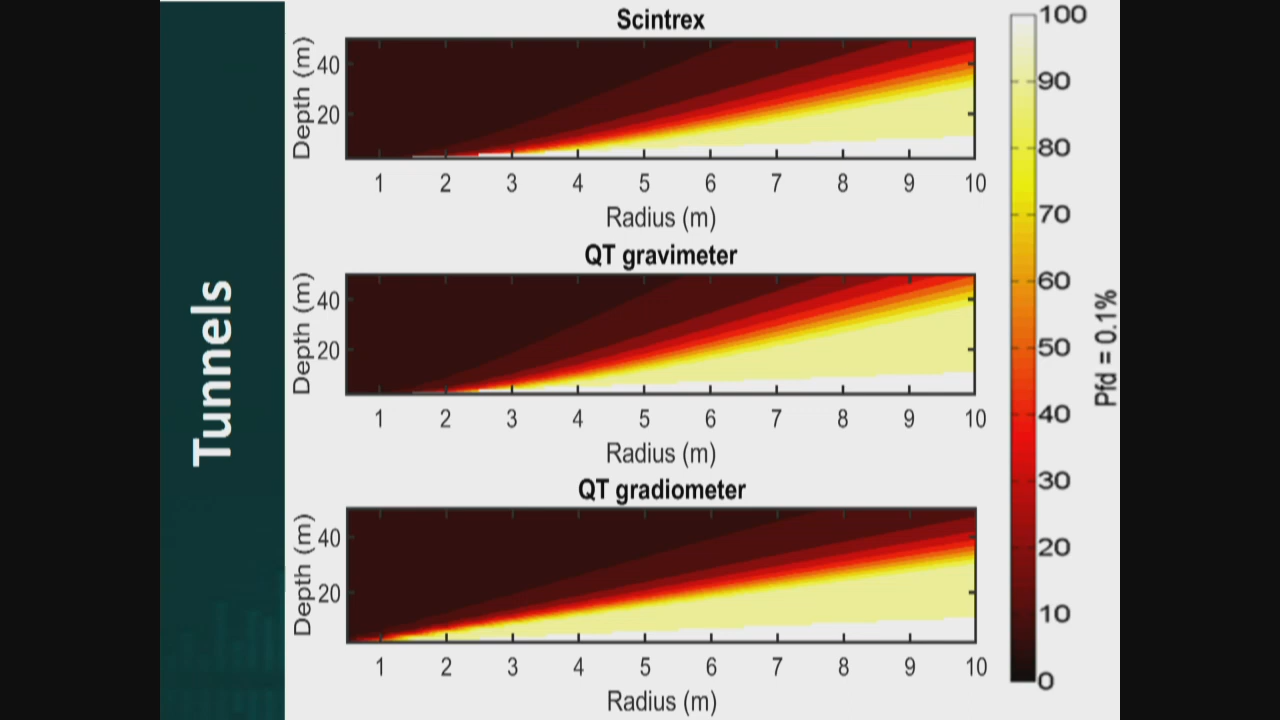 Tunnels
Scintrex
Depth (m)
40
20
1 2 3 4 5 6 7 8 9 10
Radius (m)
QT gravimeter
Depth (m)
40
20
1 2 3 4 5 6 7 8 9 10
Radius (m)
QT gradiometer
Depth (m)
40
20
1 2 3 4 5 6 7 8 9 10
Radius (m)
100
90
80
70
60
50
40
30
20
10
0
Pfd = 0.1%